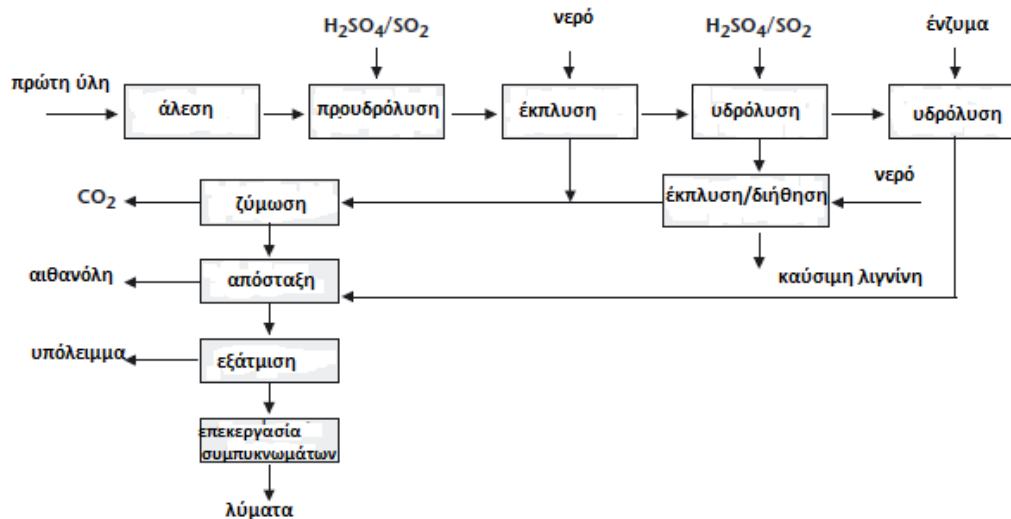 H₂SO₄/SO₂
νερό
H₂SO₄/SO₂
ένζυμα
πρώτη ύλη
άλεση
προυδρόλυση
έκπλυση
υδρόλυση
υδρόλυση
CO₂
ζύμωση
έκπλυση/διήθηση
νερό
αιθανόλη
απόσταξη
καύσιμη λιγνίνη
υπόλειμμα
εξάτμιση
επεκεργασία
συμπυκνωμάτων
λύματα